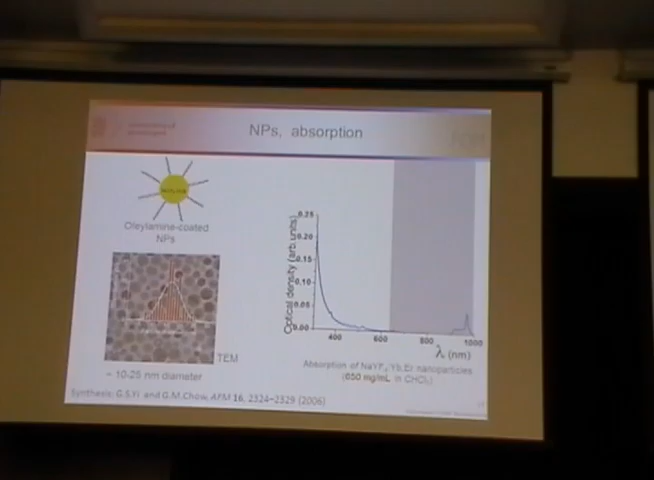 NPs, absorption
Oleylamine-coated
NPs
TEM
~ 10-25 nm diameter
Optical density (arb.units)
0.25
0.20
0.15
0.10
0.05
0.00
400 600 800 1000
λ (nm)
Absorption of NaYF₄ Yb,Er nanoparticles
(650 mg/mL in CHCl₃)
Synthesis: G.S.Yi and G.M.Chow, AFM 16, 2324–2329 (2006)